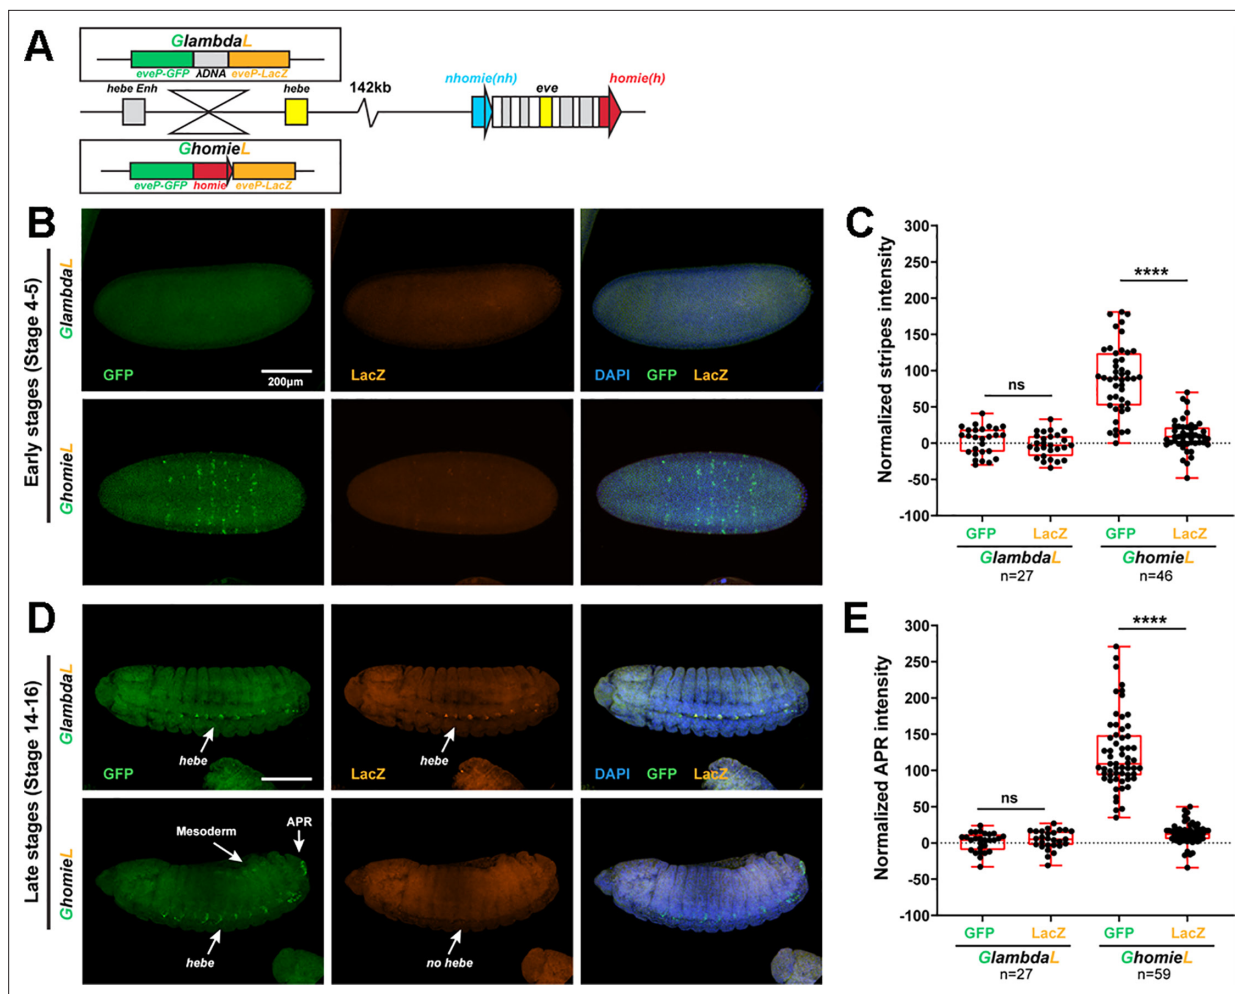 A
GlambdaL
eveP-GFP λDNA eveP-LacZ
hebe Enh hebe 142kb nhomie(nh) eve homie(h)
GhomieL
eveP-GFP homie eveP-LacZ
B
Early stages (Stage 4-5)
GlambdaL
GFP
200µm
LacZ
DAPI GFP LacZ
GhomieL
C
Normalized stripes intensity
300
250
200
150
100
50
0
-50
-100
ns
****
GFP LacZ GFP LacZ
GlambdaL GhomieL
n=27 n=46
D
Late stages (Stage 14-16)
GlambdaL
hebe
GFP
hebe
LacZ
DAPI GFP LacZ
GhomieL
Mesoderm
APR
hebe
no hebe
E
Normalized APR intensity
300
250
200
150
100
50
0
-50
-100
ns
****
GFP LacZ GFP LacZ
GlambdaL GhomieL
n=27 n=59